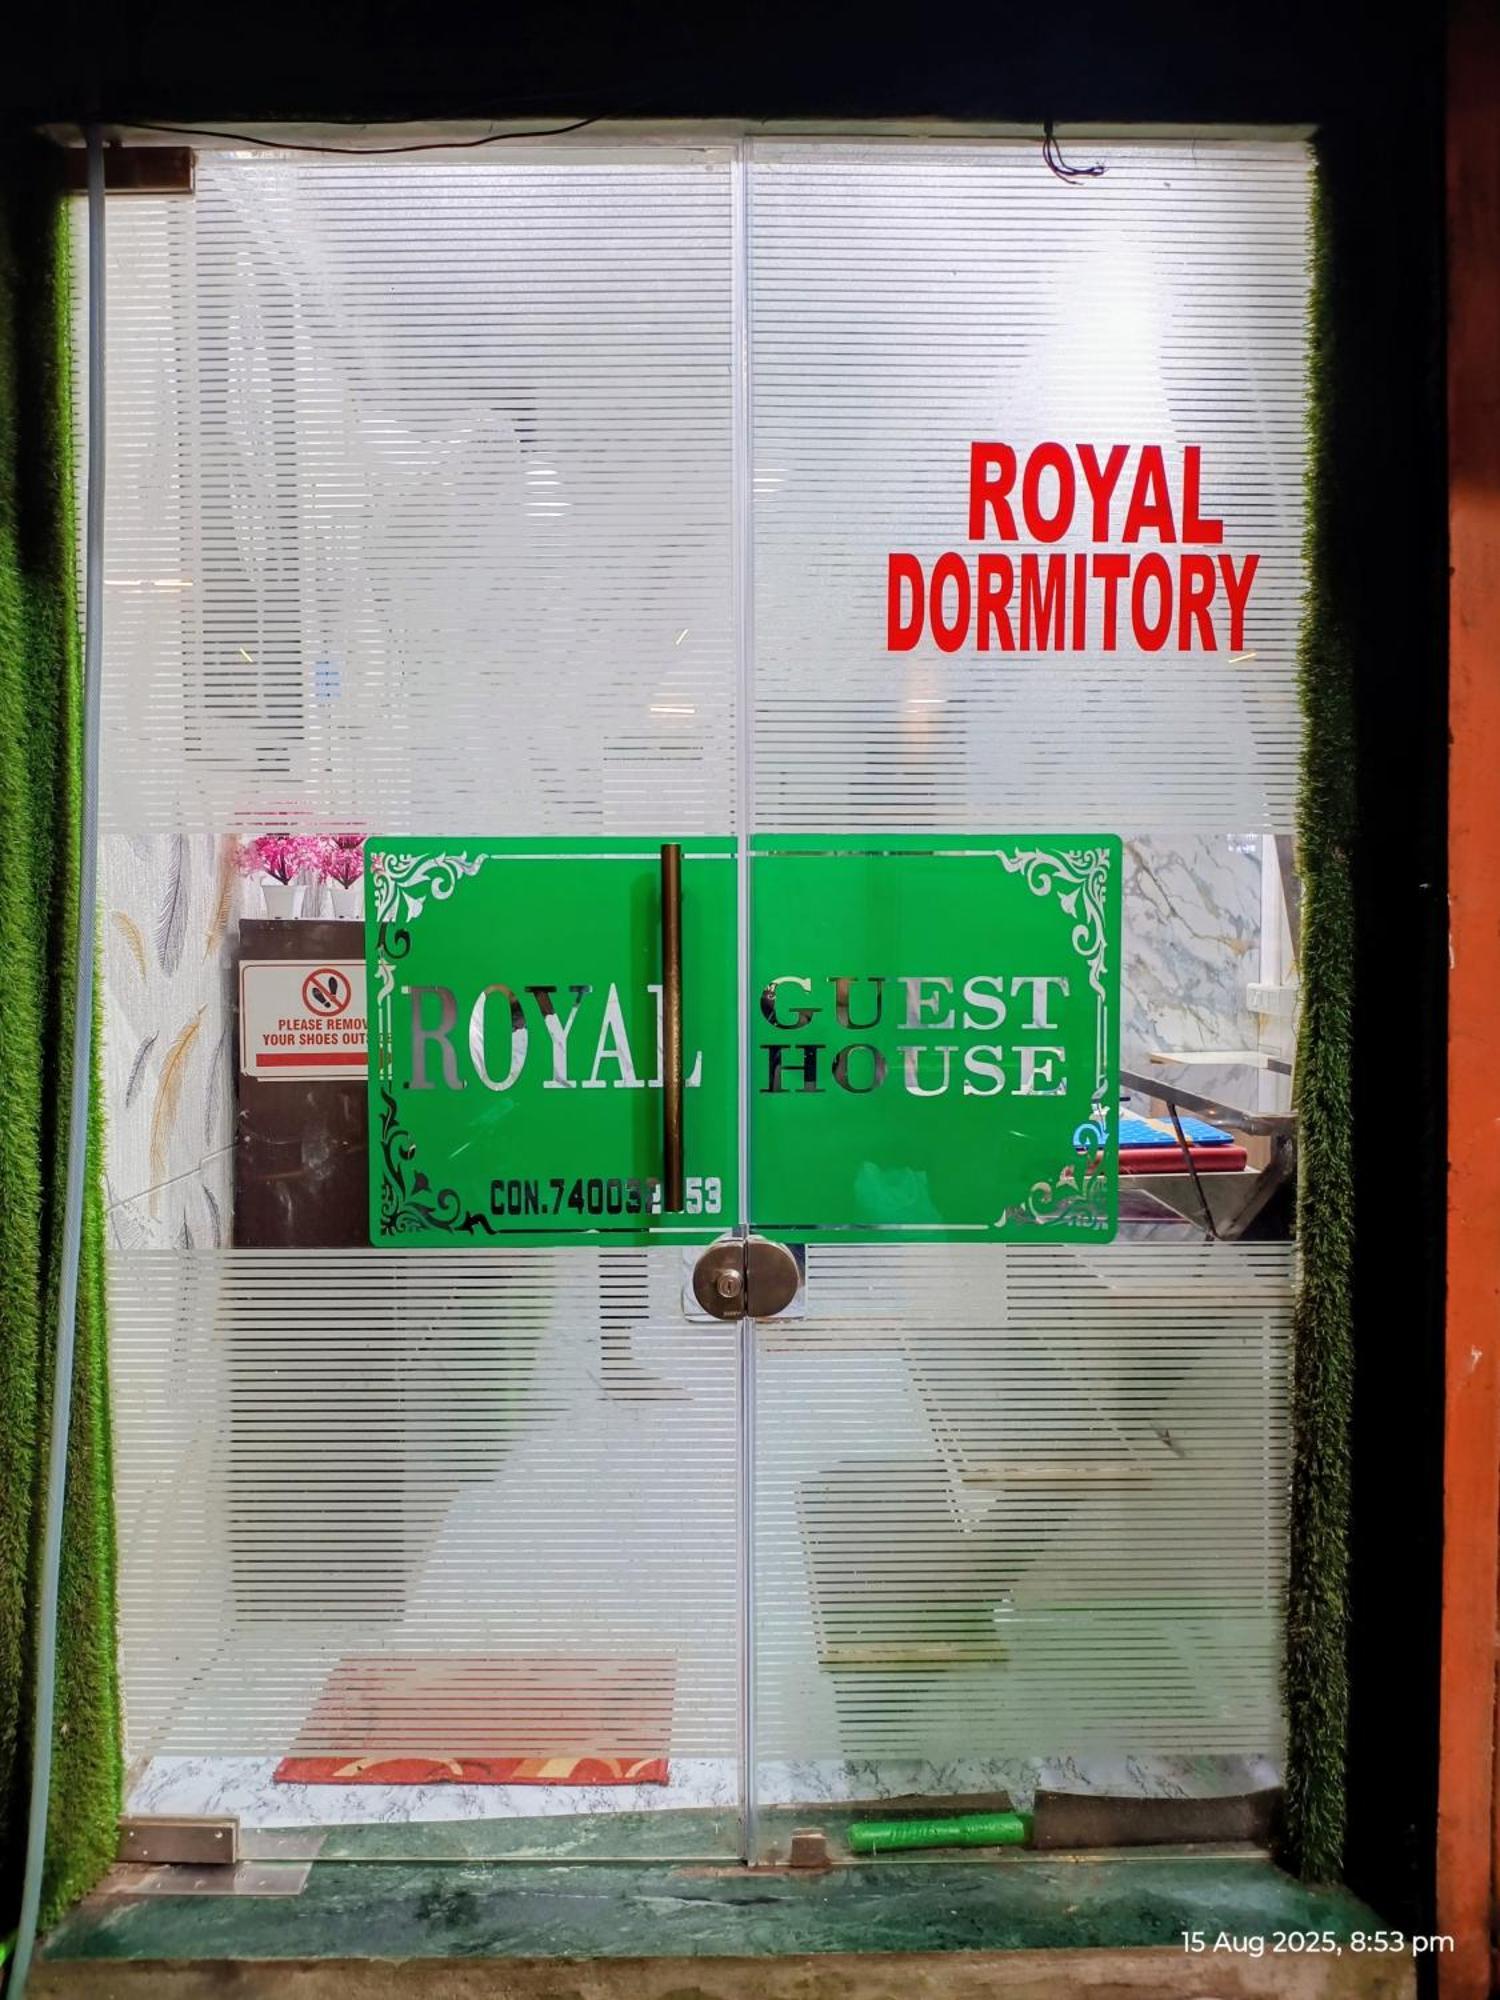 ROYAL
DORMITORY
PLEASE REMOV
YOUR SHOES OUTS
ROYAL
GUEST
HOUSE
15 Aug 2025, 8:53 pm